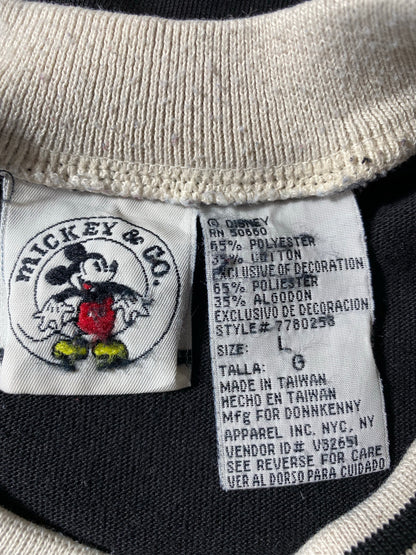 MICKEY & CO.
© DISNEY
RN 50660
65% POLYESTER
35% COTTON
EXCLUSIVE OF DECORATION
65% POLIESTER
35% ALGODON
EXCLUSIVO DE DECORACION
STYLE# 7780253
SIZE: L
TALLA: G
MADE IN TAIWAN
HECHO EN TAIWAN
Mfg FOR DONNKENNY
APPAREL INC. NYC, NY
VENDOR ID# V32651
SEE REVERSE FOR CARE
VER AL DORSO PARA CUIDADO